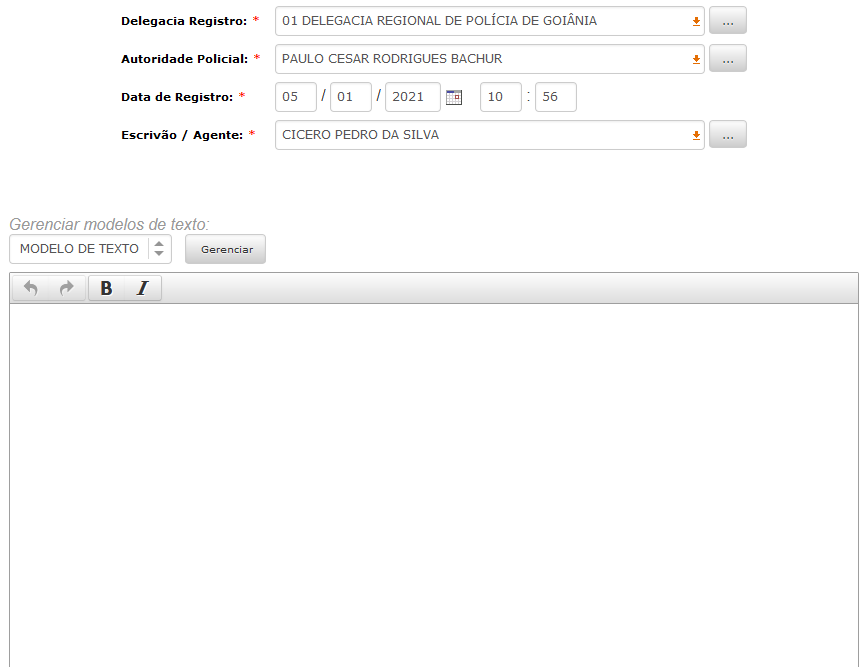 Delegacia Registro: * 01 DELEGACIA REGIONAL DE POLÍCIA DE GOIÂNIA ...
Autoridade Policial: * PAULO CESAR RODRIGUES BACHUR ...
Data de Registro: * 05 / 01 / 2021 10 : 56
Escrivão / Agente: * CICERO PEDRO DA SILVA ...
Gerenciar modelos de texto:
MODELO DE TEXTO Gerenciar
B I